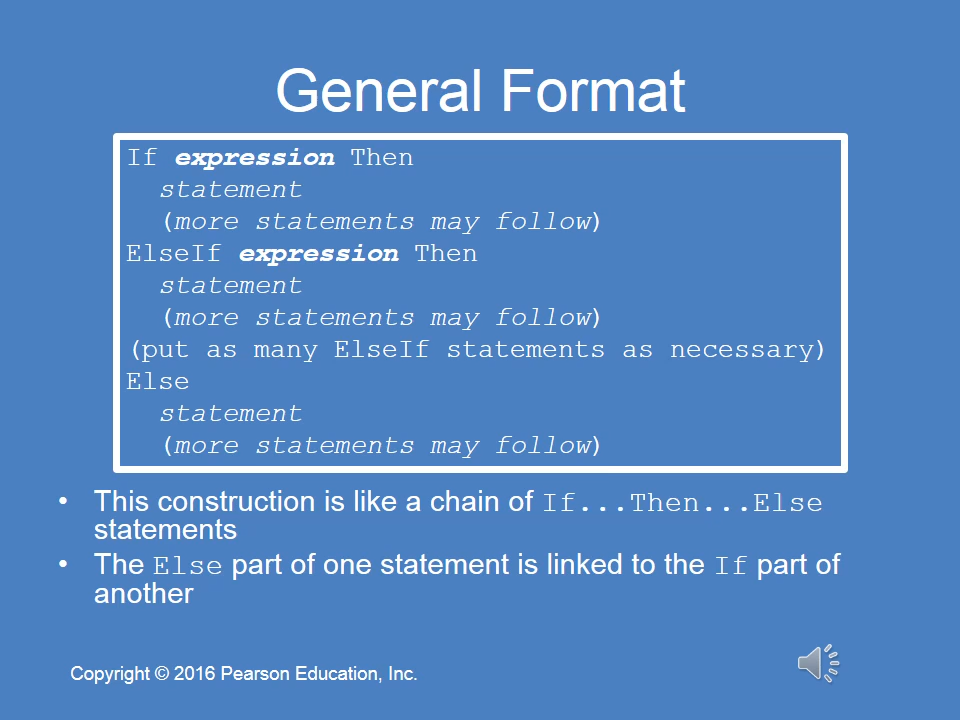 General Format
If expression Then
statement
(more statements may follow)
ElseIf expression Then
statement
(more statements may follow)
(put as many ElseIf statements as necessary)
Else
statement
(more statements may follow)
• This construction is like a chain of If...Then...Else
statements
• The Else part of one statement is linked to the If part of
another
Copyright © 2016 Pearson Education, Inc.